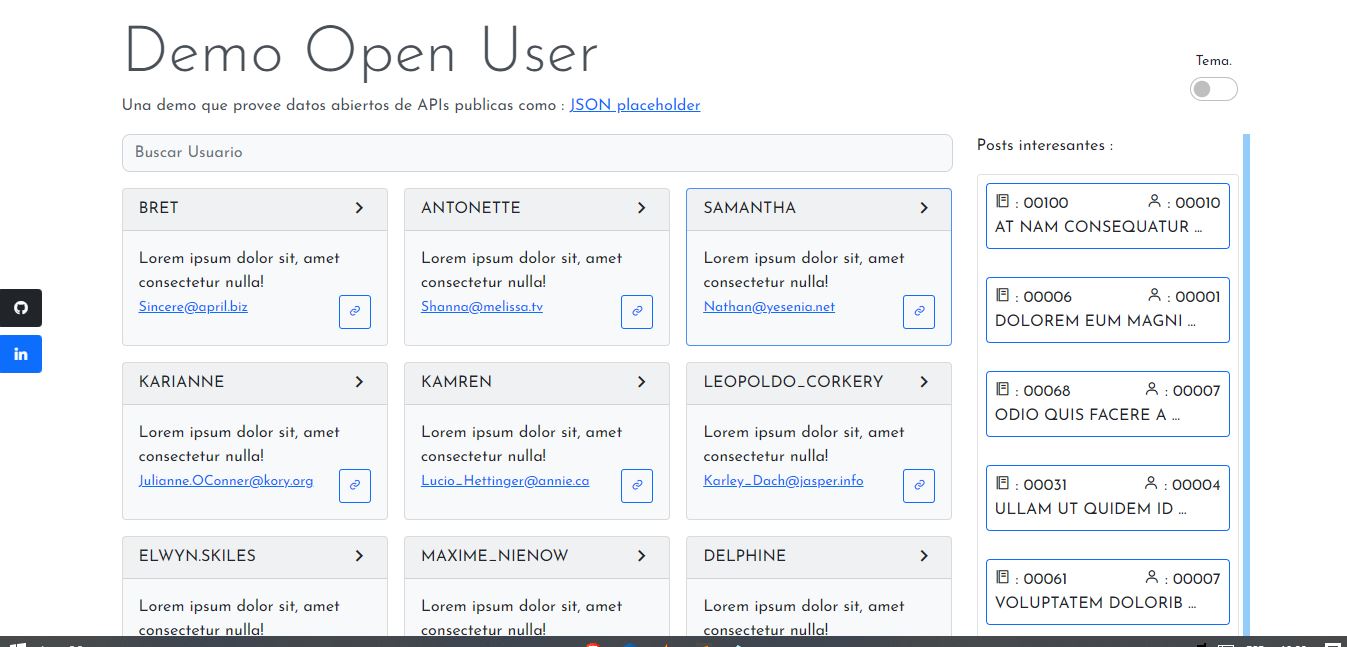 Demo Open User
Tema.
Una demo que provee datos abiertos de APIs publicas como : JSON placeholder
Buscar Usuario
BRET
Lorem ipsum dolor sit, amet
consectetur nulla!
Sincere@april.biz
ANTONETTE
Lorem ipsum dolor sit, amet
consectetur nulla!
Shanna@melissa.tv
SAMANTHA
Lorem ipsum dolor sit, amet
consectetur nulla!
Nathan@yesenia.net
KARIANNE
Lorem ipsum dolor sit, amet
consectetur nulla!
Julianne.OConner@kory.org
KAMREN
Lorem ipsum dolor sit, amet
consectetur nulla!
Lucio_Hettinger@annie.ca
LEOPOLDO_CORKERY
Lorem ipsum dolor sit, amet
consectetur nulla!
Karley_Dach@jasper.info
ELWYN.SKILES
Lorem ipsum dolor sit, amet
consectetur nulla!
MAXIME_NIENOW
Lorem ipsum dolor sit, amet
consectetur nulla!
DELPHINE
Lorem ipsum dolor sit, amet
consectetur nulla!
Posts interesantes :
: 00100 : 00010
AT NAM CONSEQUATUR ...
: 00006 : 00001
DOLOREM EUM MAGNI ...
: 00068 : 00007
ODIO QUIS FACERE A ...
: 00031 : 00004
ULLAM UT QUIDEM ID ...
: 00061 : 00007
VOLUPTATEM DOLORIB ...
in